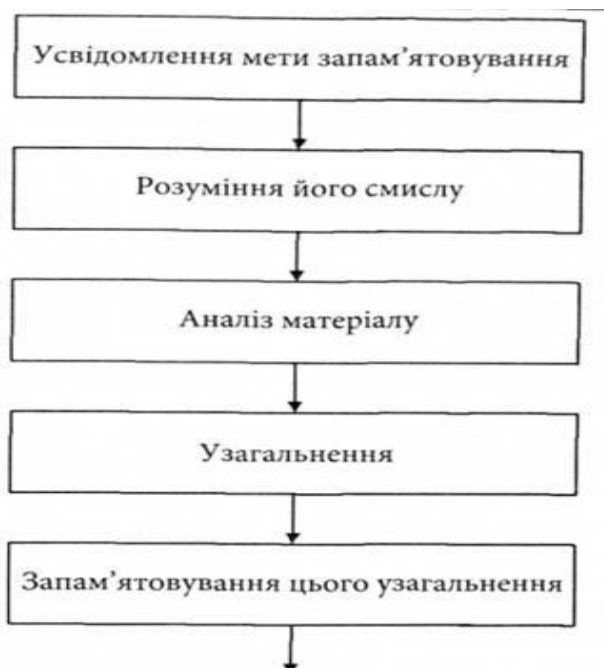 Усвідомлення мети запам’ятовування
Розуміння його смислу
Аналіз матеріалу
Узагальнення
Запам’ятовування цього узагальнення